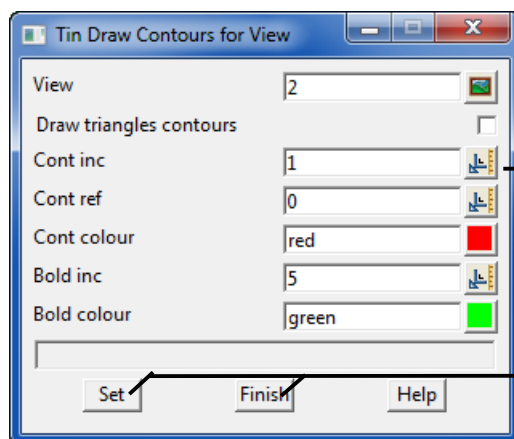 Tin Draw Contours for View
View 2
Draw triangles contours
Cont inc 1
Cont ref 0
Cont colour red
Bold inc 5
Bold colour green
Set Finish Help